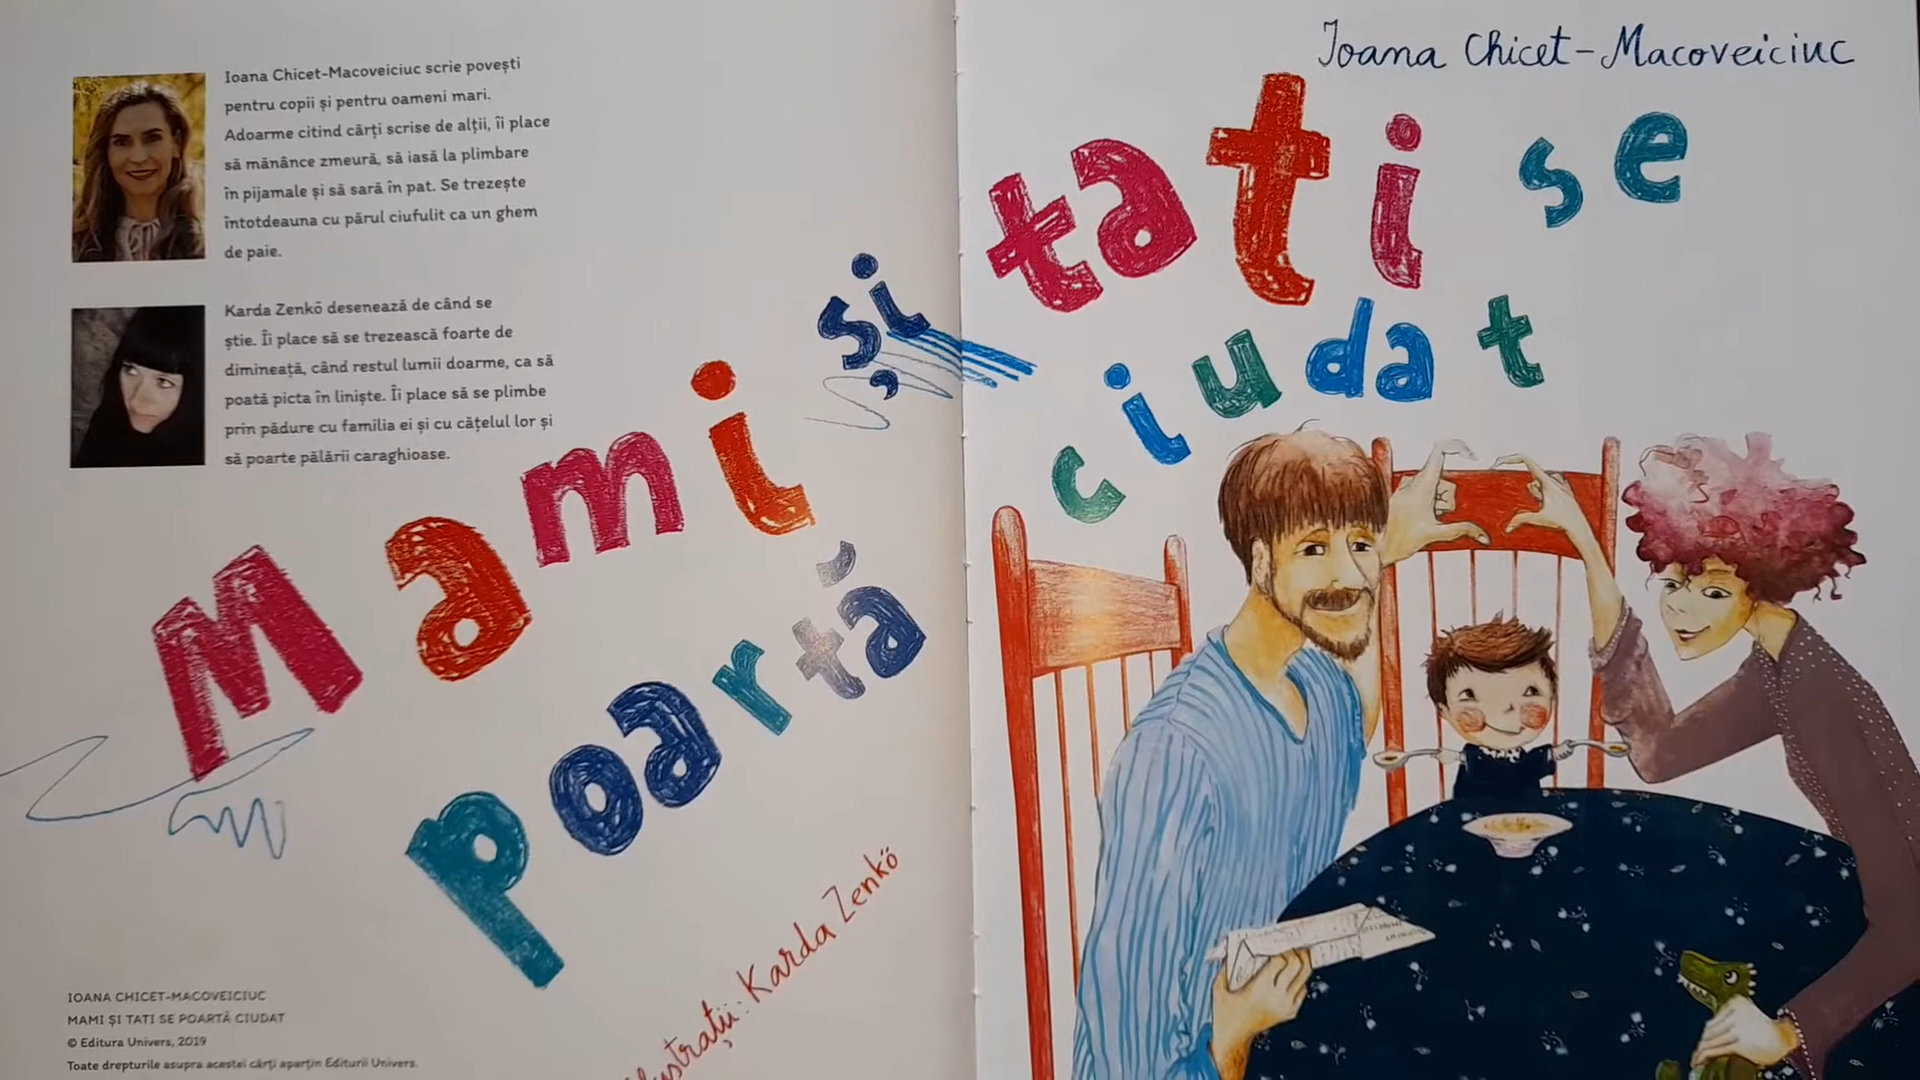 Ioana Chicet-Macoveiciuc scrie povești
pentru copii și pentru oameni mari.
Adoarme citind cărți scrise de alții, îi place
să mănânce zmeură, să iasă la plimbare
în pijamale și să sară în pat. Se trezește
întotdeauna cu părul ciufulit ca un ghem
de paie.
Karda Zenkö desenează de când se
știe. Îi place să se trezească foarte de
dimineață, când restul lumii doarme, ca să
poată picta în liniște. Îi place să se plimbe
prin pădure cu familia ei și cu cățelul lor și
să poarte pălării caraghioase.
Ioana Chicet-Macoveiciuc
Mami și tati se
poartă ciudat
Ilustrații: Karda Zenkö
IOANA CHICET-MACOVEICIUC
MAMI ȘI TATI SE POARTĂ CIUDAT
© Editura Univers, 2019
Toate drepturile asupra acestei cărți aparțin Editurii Univers.